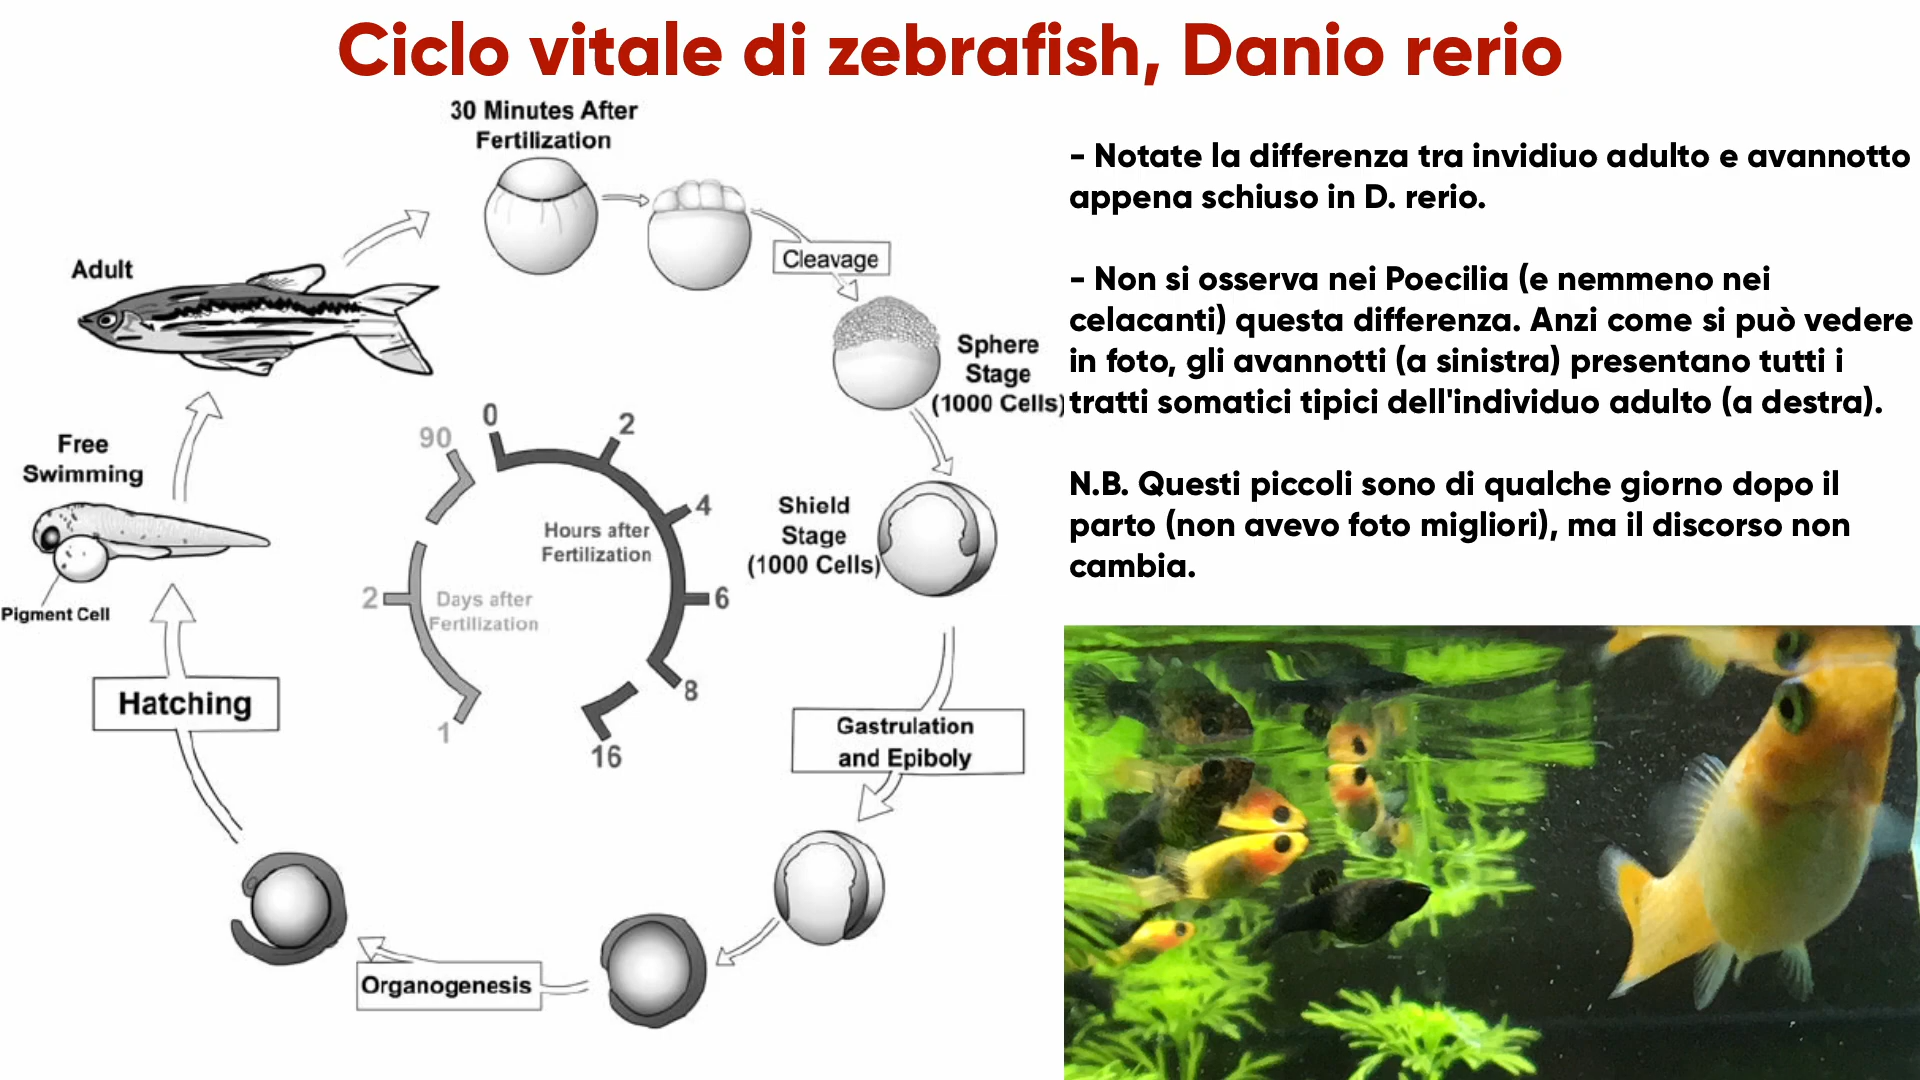 Ciclo vitale di zebrafish, Danio rerio
30 Minutes After
Fertilization
Cleavage
Adult
Sphere
Stage
(1000 Cells)
Free
Swimming
Pigment Cell
Shield
Stage
(1000 Cells)
0
2
4
6
8
16
1
2
90
Hours after
Fertilization
Days after
Fertilization
Hatching
Gastrulation
and Epiboly
Organogenesis
- Notate la differenza tra invidiuo adulto e avannotto
appena schiuso in D. rerio.
- Non si osserva nei Poecilia (e nemmeno nei
celacanti) questa differenza. Anzi come si può vedere
in foto, gli avannotti (a sinistra) presentano tutti i
tratti somatici tipici dell'individuo adulto (a destra).
N.B. Questi piccoli sono di qualche giorno dopo il
parto (non avevo foto migliori), ma il discorso non
cambia.